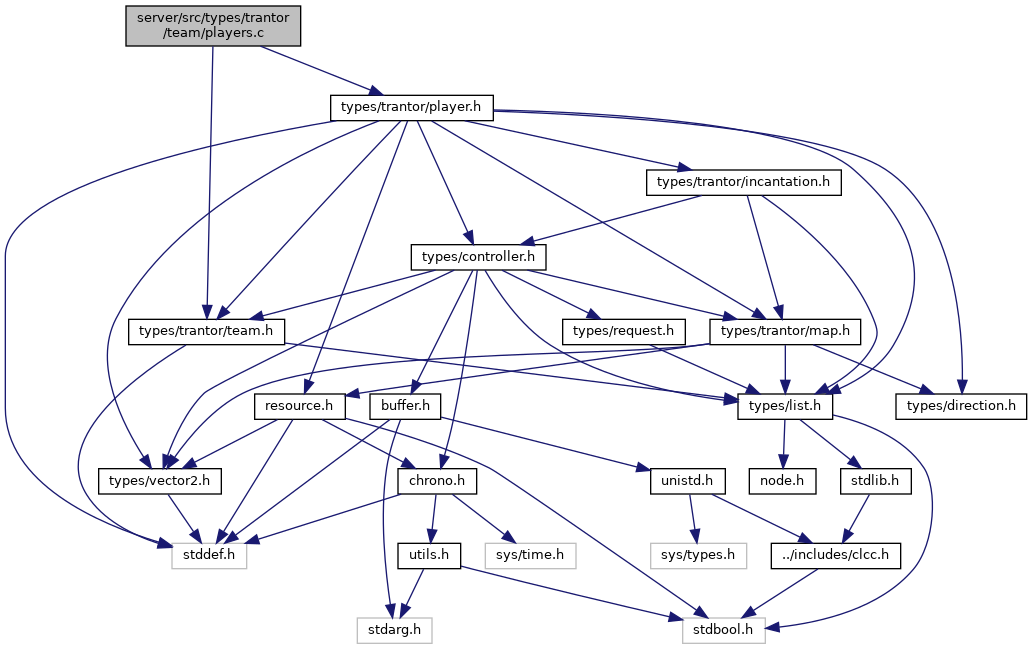 server/src/types/trantor
/team/players.c
types/trantor/player.h
types/trantor/incantation.h
types/controller.h
types/trantor/team.h
types/request.h
types/trantor/map.h
resource.h
buffer.h
types/list.h
types/direction.h
types/vector2.h
chrono.h
unistd.h
node.h
stdlib.h
stddef.h
utils.h
sys/time.h
sys/types.h
../includes/clcc.h
stdarg.h
stdbool.h